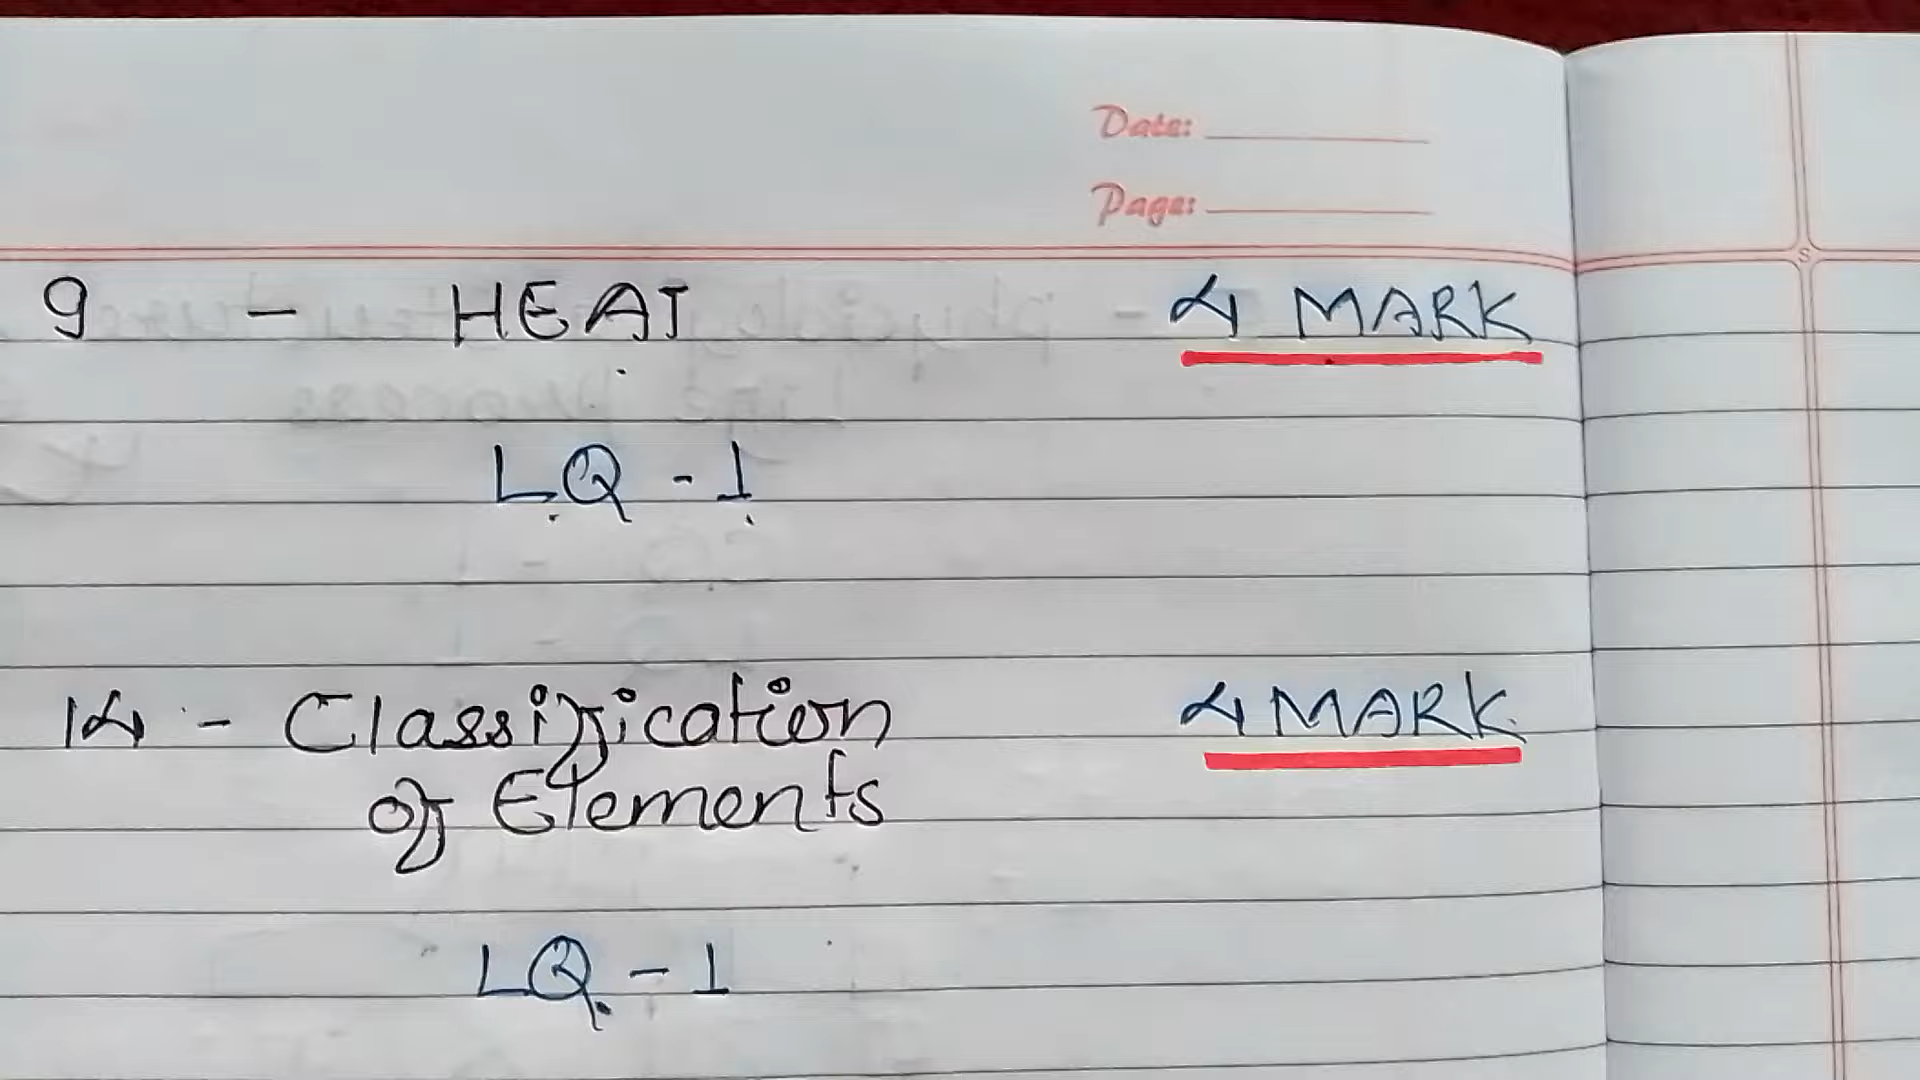 Date:
Page:
9 - HEAT 4 MARK
LQ - 1
14 - Classification 4 MARK
of Elements
LQ - 1